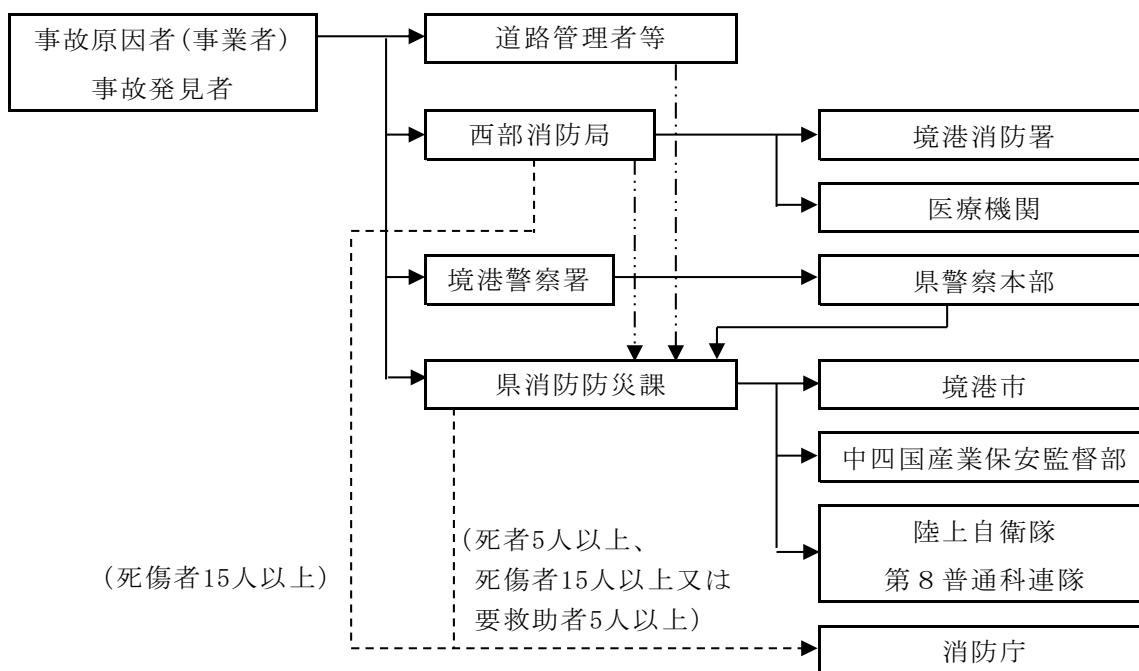 事故原因者(事業者)
事故発見者
道路管理者等
西部消防局
境港消防署
医療機関
境港警察署
県警察本部
県消防防災課
境港市
中四国産業保安監督部
陸上自衛隊
第８普通科連隊
(死者5人以上、
死傷者15人以上又は
要救助者5人以上)
(死傷者15人以上)
消防庁